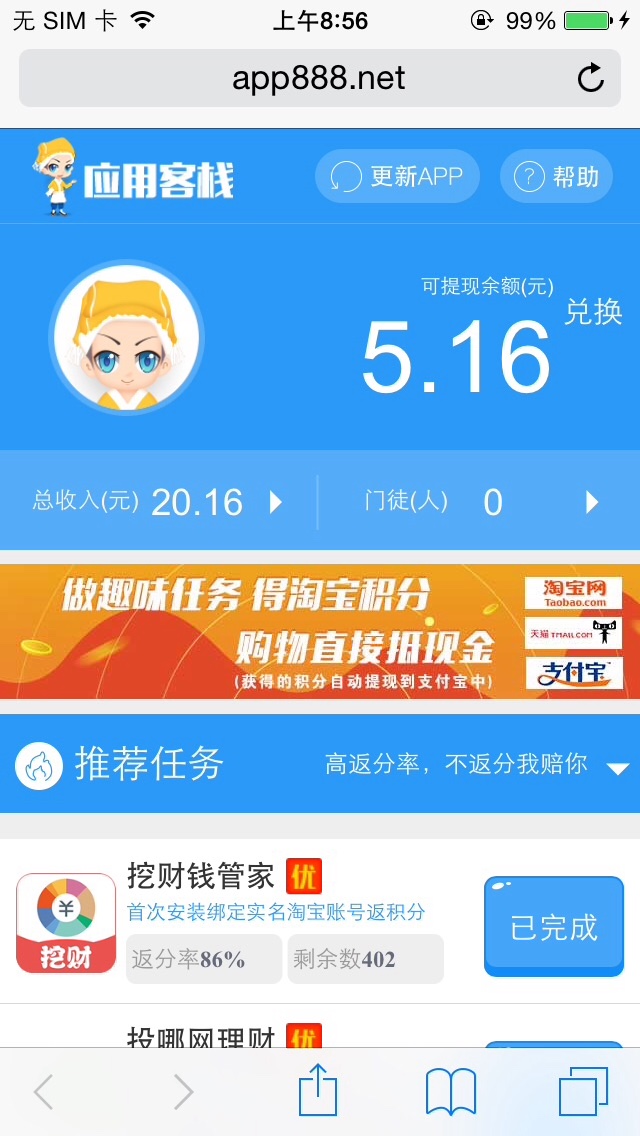 无 SIM 卡
上午8:56
99%
app888.net
应用客栈
更新APP
帮助
可提现余额(元)
兑换
5.16
总收入(元) 20.16
门徒(人) 0
做趣味任务 得淘宝积分
购物直接抵现金
(获得的积分自动提现到支付宝中)
淘宝网
Taobao.com
天猫 TMALL.COM
支付宝
推荐任务
高返分率，不返分我赔你
挖财钱管家 优
首次安装绑定实名淘宝账号返积分
返分率86%
剩余数402
已完成
¥
挖财
投哪网理财 优